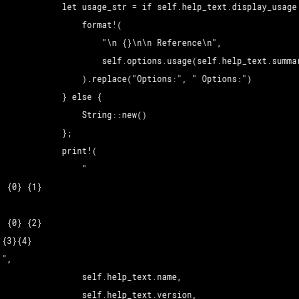 let usage_str = if self.help_text.display_usage
format!(
"\n {}\n\n Reference\n",
self.options.usage(self.help_text.summar
).replace("Options:", " Options:")
} else {
String::new()
};
print!(
"
{0} {1}
{0} {2}
{3}{4}
",
self.help_text.name,
self.help_text.version,